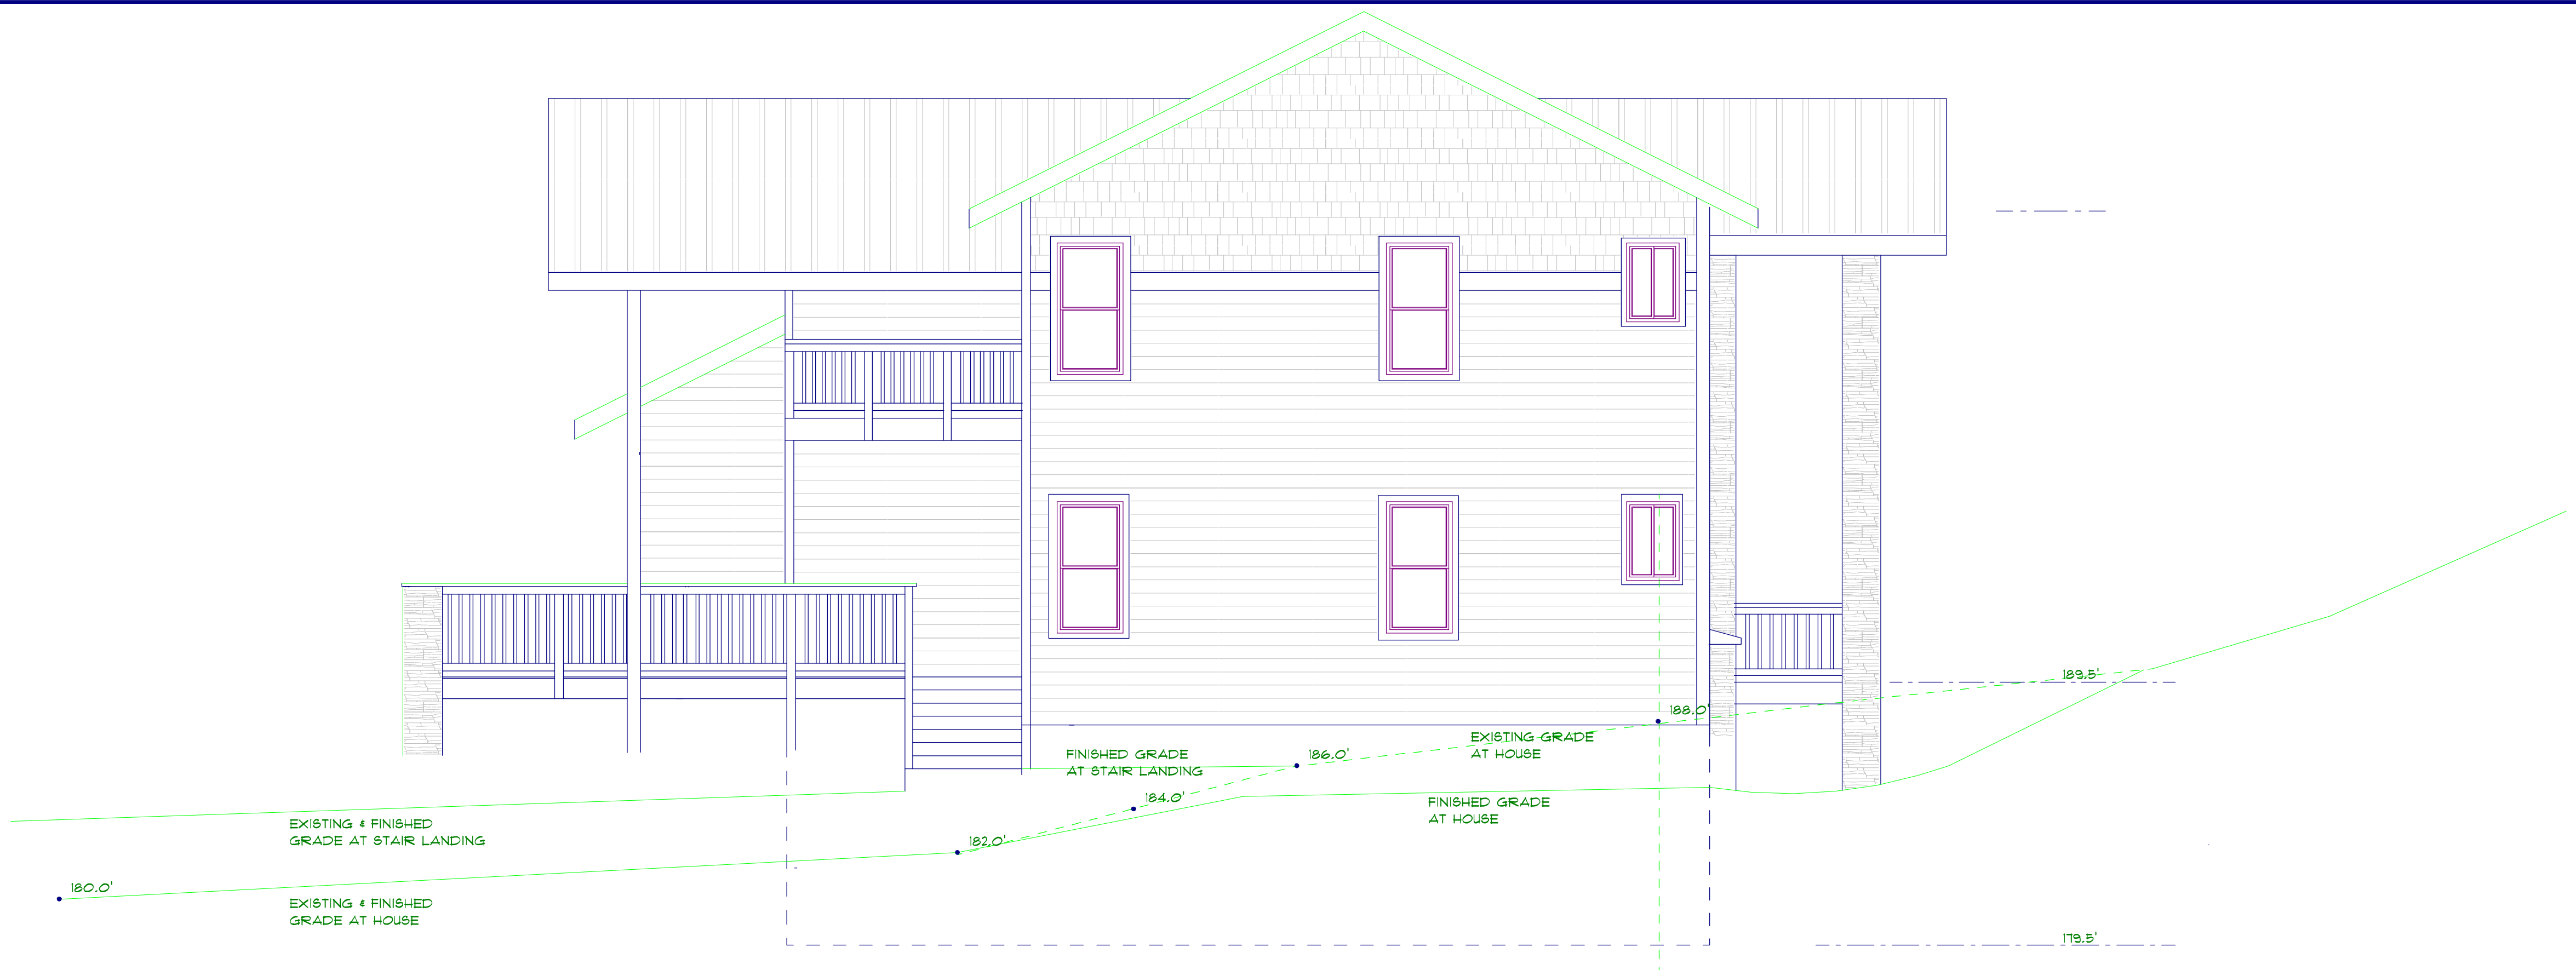 189.5'
188.0'
EXISTING GRADE
AT HOUSE
186.0'
FINISHED GRADE
AT STAIR LANDING
184.0'
FINISHED GRADE
AT HOUSE
EXISTING & FINISHED
GRADE AT STAIR LANDING
182.0'
180.0'
EXISTING & FINISHED
GRADE AT HOUSE
179.5'